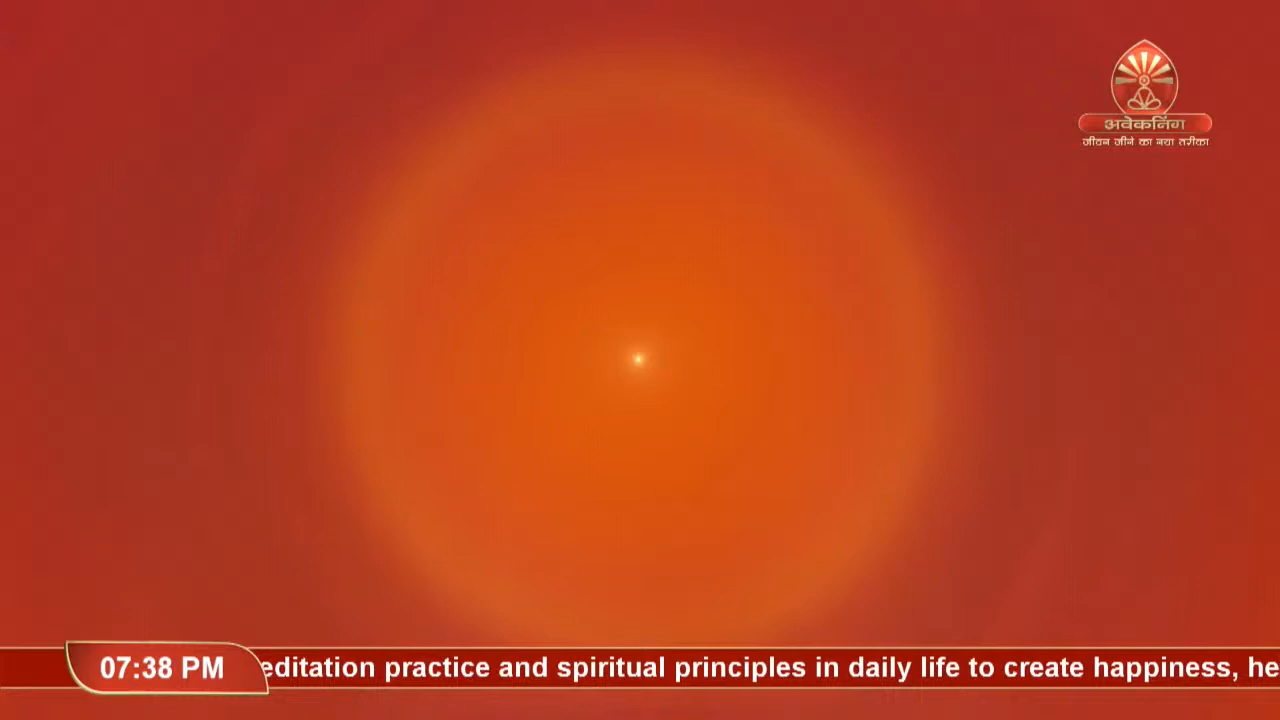 अवेकनिंग
जीवन जीने का नया तरीका
07:38 PM
editation practice and spiritual principles in daily life to create happiness, he